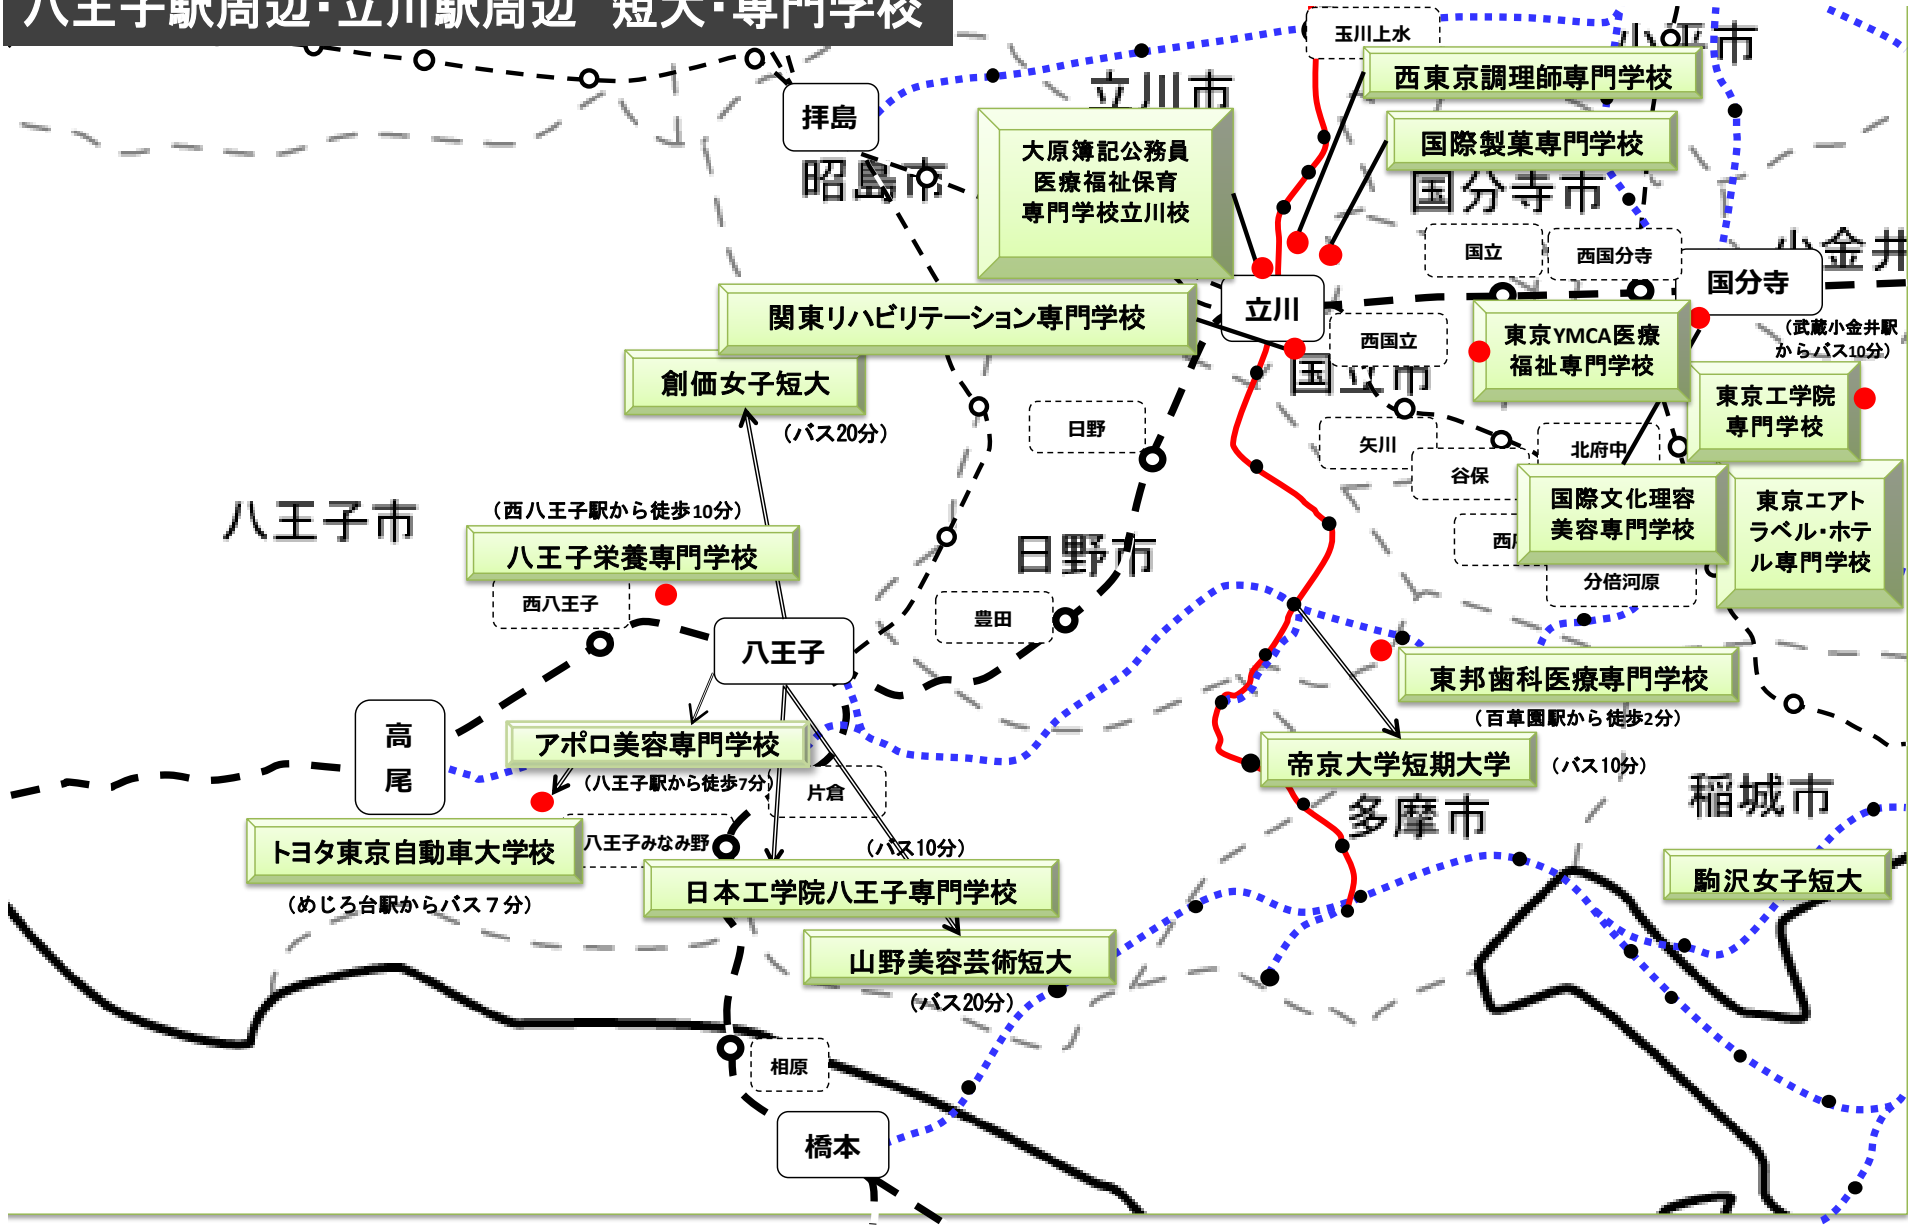 八王子駅周辺・立川駅周辺　短大・専門学校
玉川上水
小平市
西東京調理師専門学校
立川市
拝島
大原簿記公務員
医療福祉保育
専門学校立川校
国際製菓専門学校
昭島市
国分寺市
国立
西国分寺
小金井
国分寺
立川
関東リハビリテーション専門学校
西国立
東京YMCA医療
福祉専門学校
（武蔵小金井駅
からバス10分）
国立市
創価女子短大
（バス20分）
日野
矢川
北府中
東京工学院
専門学校
谷保
八王子市
（西八王子駅から徒歩10分）
八王子栄養専門学校
日野市
西
国際文化理容
美容専門学校
東京エアト
ラベル・ホテ
ル専門学校
分倍河原
西八王子
豊田
八王子
東邦歯科医療専門学校
（百草園駅から徒歩2分）
高
尾
アポロ美容専門学校
（八王子駅から徒歩7分）
帝京大学短期大学
（バス10分）
片倉
多摩市
稲城市
トヨタ東京自動車大学校
（めじろ台駅からバス７分）
八王子みなみ野
（バス10分）
日本工学院八王子専門学校
駒沢女子短大
山野美容芸術短大
（バス20分）
相原
橋本